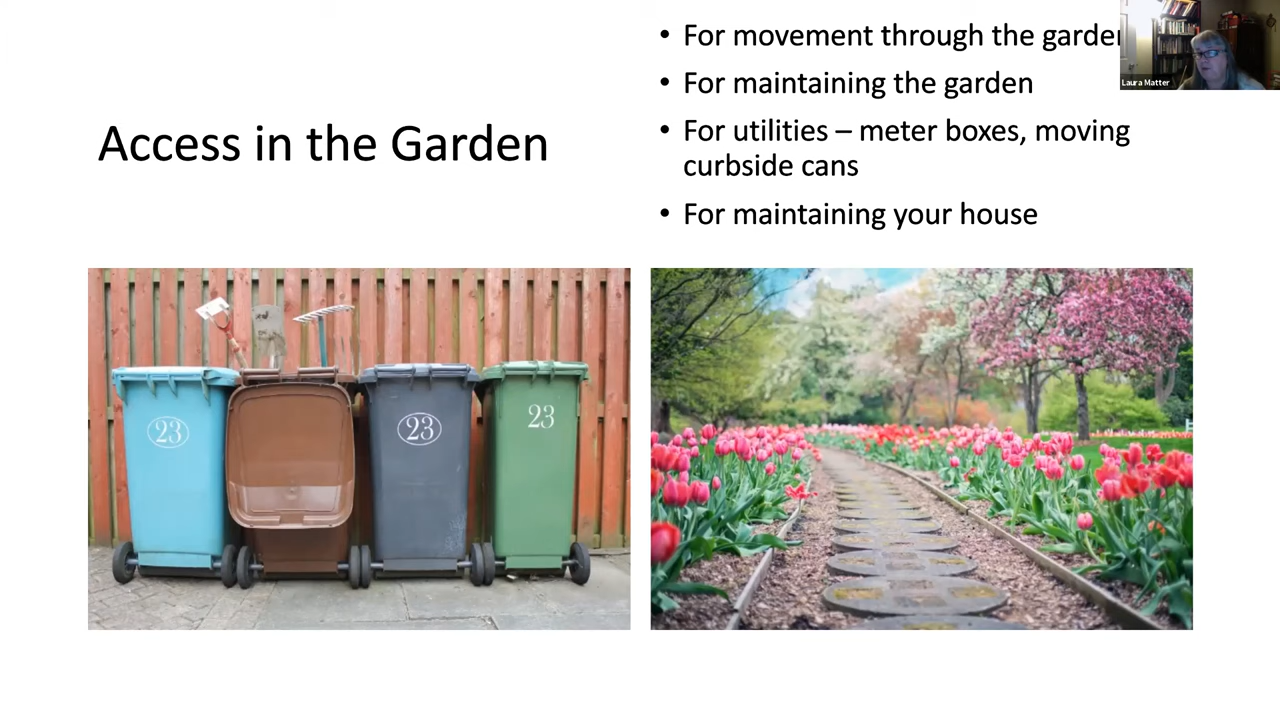 Access in the Garden
• For movement through the garden
• For maintaining the garden
• For utilities – meter boxes, moving
curbside cans
• For maintaining your house
Laura Matter
23
23
23